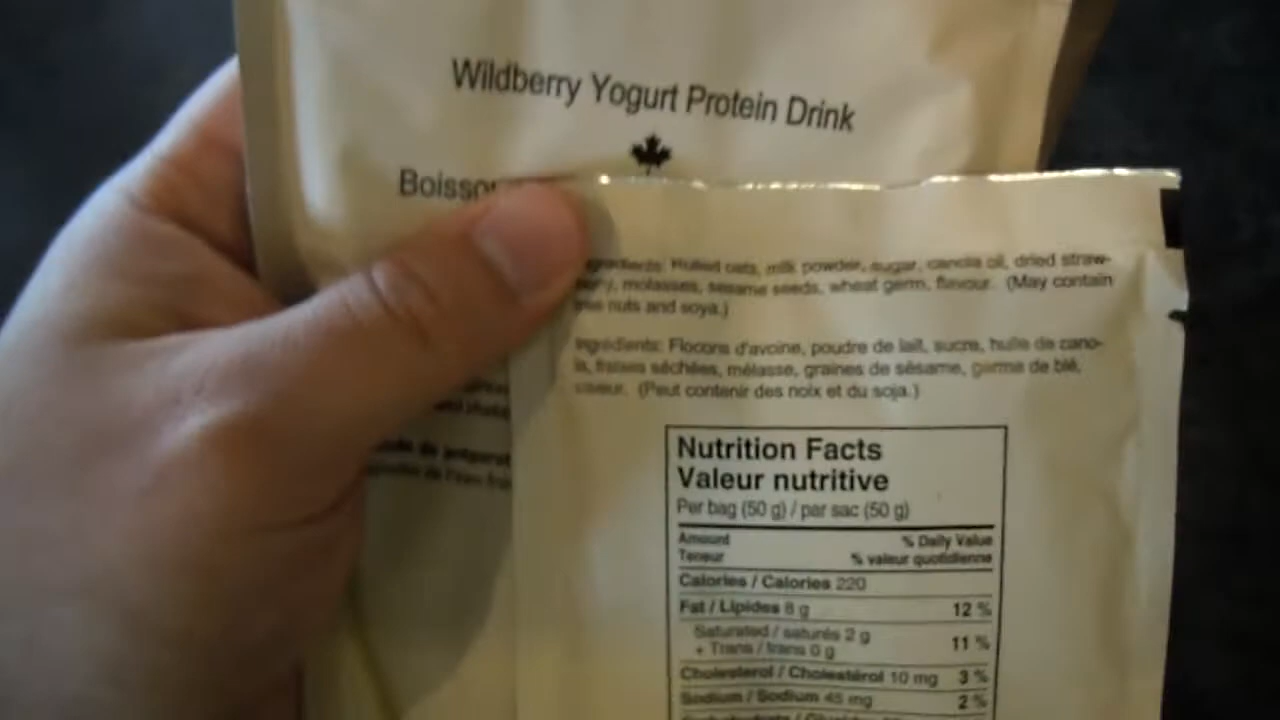 Wildberry Yogurt Protein Drink
Boisson
Ingredients: Rolled oats, milk powder, sugar, canola oil, dried straw-
berry, molasses, sesame seeds, wheat germ, flavour. (May contain
tree nuts and soya.)
Ingrédients: Flocons d'avoine, poudre de lait, sucre, huile de cano-
la, fraises séchées, mélasse, graines de sésame, germe de blé,
saveur. (Peut contenir des noix et du soja.)
de
Nutrition Facts
Valeur nutritive
Per bag (50 g) / par sac (50 g)
Amount % Daily Value
Teneur % valeur quotidienne
Calories / Calories 220
Fat / Lipides 8 g 12 %
Saturated / saturés 2 g
+ Trans / trans 0 g 11 %
Cholesterol / Cholestérol 10 mg 3 %
Sodium / Sodium 45 mg 2 %